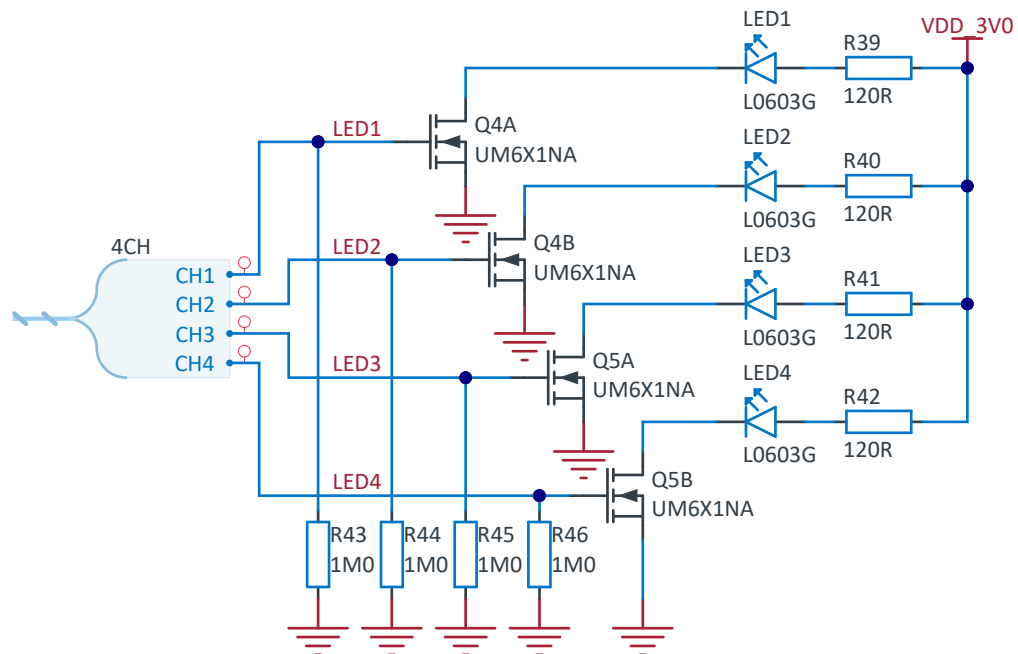 LED1
VDD_3V0
R39
L0603G
120R
LED1
Q4A
UM6X1NA
LED2
R40
L0603G
120R
4CH
LED2
Q4B
UM6X1NA
LED3
R41
L0603G
120R
CH1
CH2
CH3
CH4
LED3
Q5A
UM6X1NA
LED4
R42
L0603G
120R
LED4
Q5B
UM6X1NA
R43
1M0
R44
1M0
R45
1M0
R46
1M0